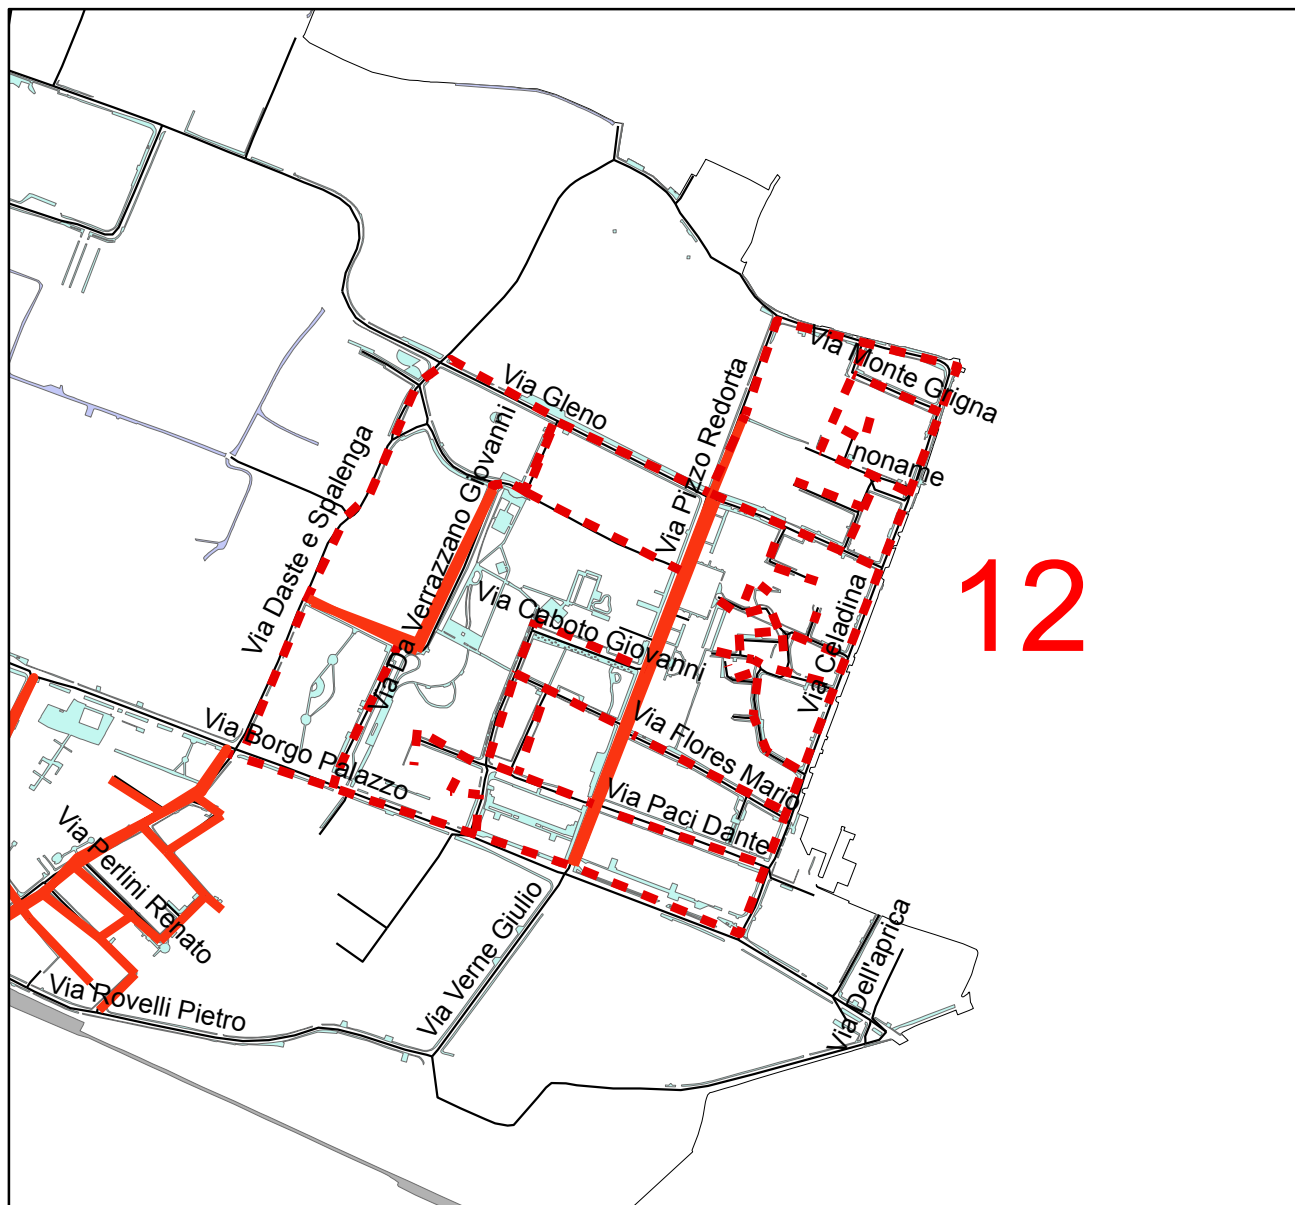 Via Monte Grigna
Via Gleno
Via Pizzo Redorta
noname
Via Daste e Spalenga
Via Da Verrazzano Giovanni
12
Via Caboto Giovanni
Via Celadina
Via Borgo Palazzo
Via Flores Mario
Via Paci Dante
Via Perlini Renato
Via Verne Giulio
Via Dell'aprica
Via Rovelli Pietro